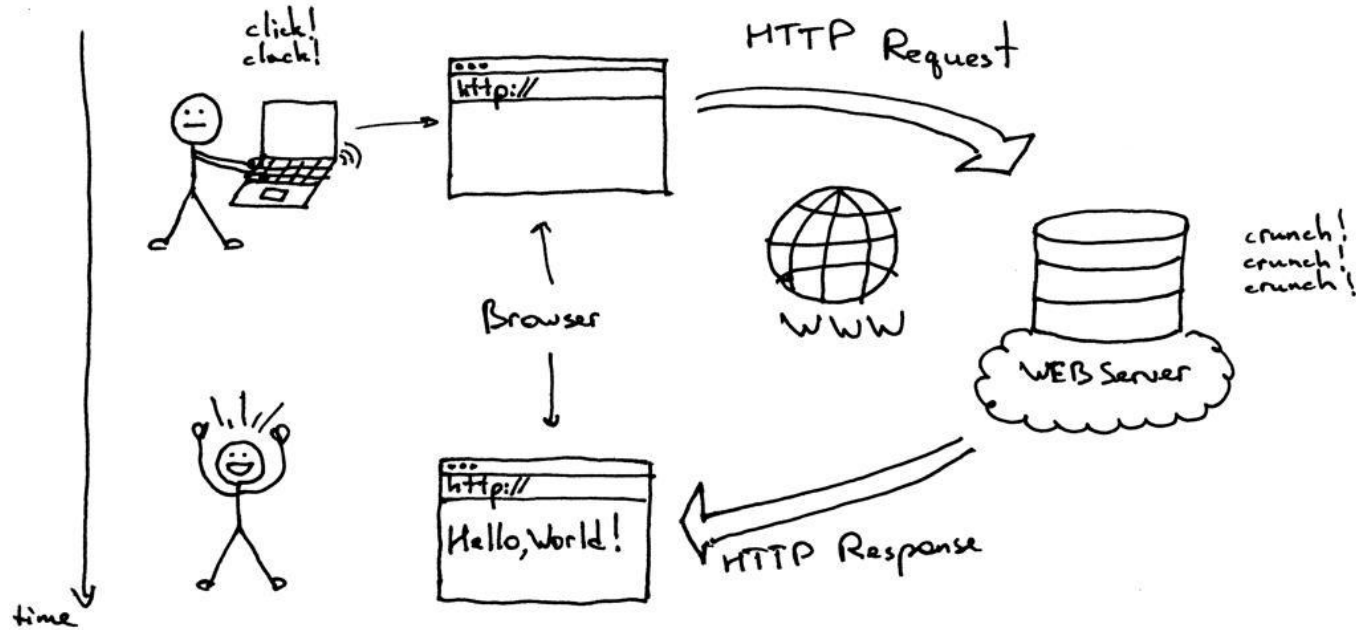 click!
clack!
http://
HTTP Request
crunch!
crunch!
crunch!
WWW
Browser
WEB Server
http://
Hello, World!
HTTP Response
time